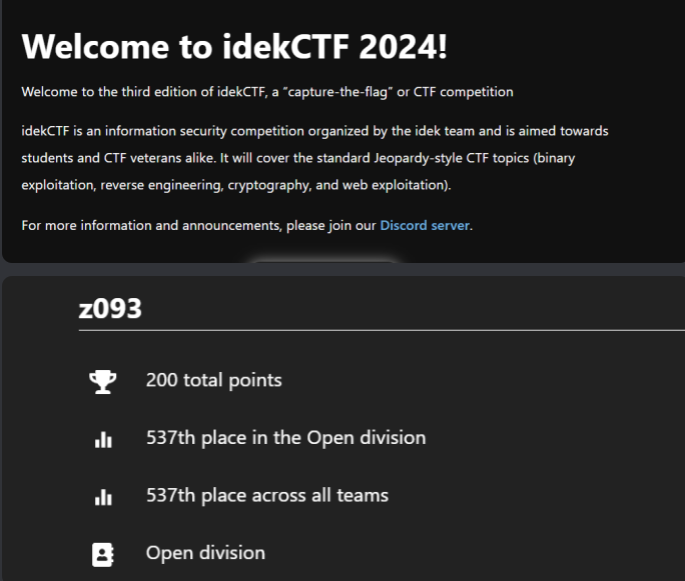 Welcome to idekCTF 2024!
Welcome to the third edition of idekCTF, a “capture-the-flag” or CTF competition
idekCTF is an information security competition organized by the idek team and is aimed towards
students and CTF veterans alike. It will cover the standard Jeopardy-style CTF topics (binary
exploitation, reverse engineering, cryptography, and web exploitation).
For more information and announcements, please join our Discord server.
z093
200 total points
537th place in the Open division
537th place across all teams
Open division